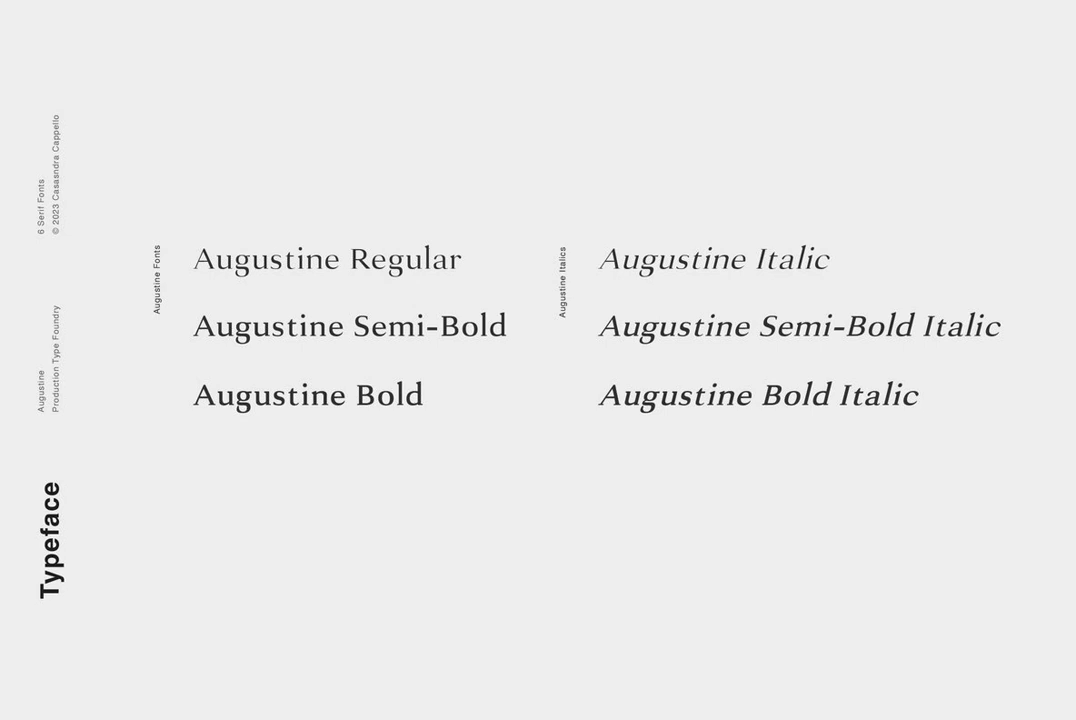 6 Serif Fonts
© 2023 Casasndra Cappello
Augustine
Production Type Foundry
Typeface
Augustine Fonts
Augustine Regular
Augustine Semi-Bold
Augustine Bold
Augustine Italics
Augustine Italic
Augustine Semi-Bold Italic
Augustine Bold Italic